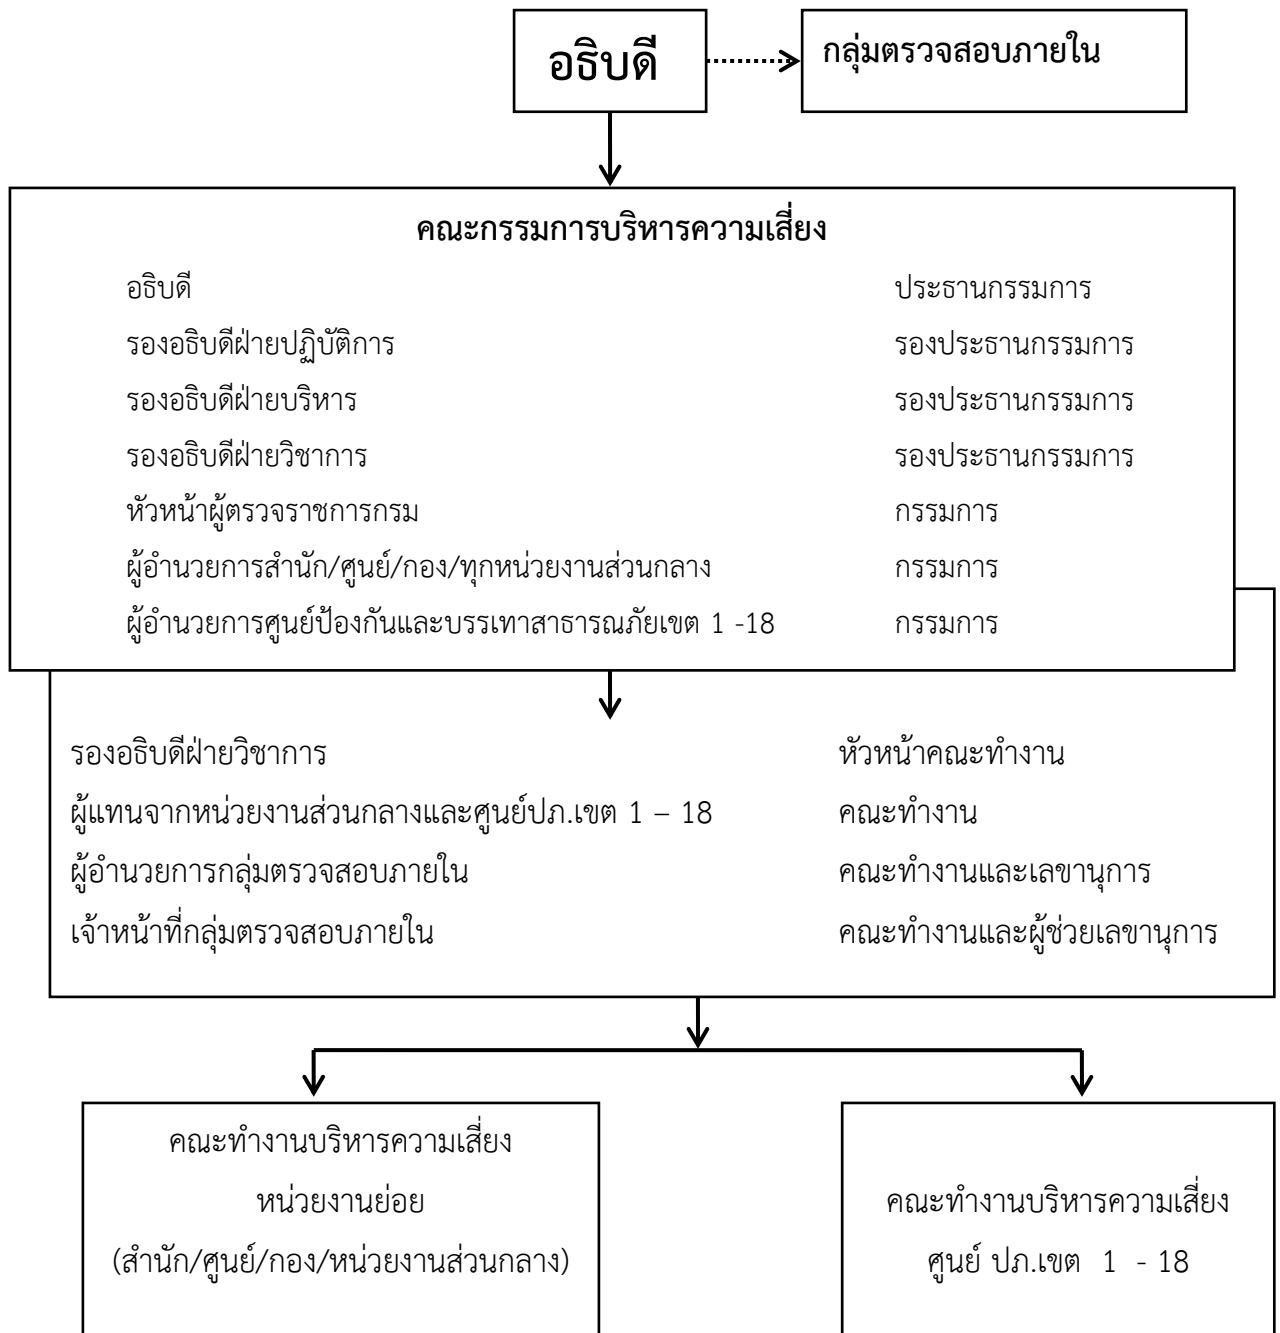 อธิบดี
กลุ่มตรวจสอบภายใน
คณะกรรมการบริหารความเสี่ยง
อธิบดี ประธานกรรมการ
รองอธิบดีฝ่ายปฏิบัติการ รองประธานกรรมการ
รองอธิบดีฝ่ายบริหาร รองประธานกรรมการ
รองอธิบดีฝ่ายวิชาการ รองประธานกรรมการ
หัวหน้าผู้ตรวจราชการกรม กรรมการ
ผู้อำนวยการสำนัก/ศูนย์/กอง/ทุกหน่วยงานส่วนกลาง กรรมการ
ผู้อำนวยการศูนย์ป้องกันและบรรเทาสาธารณภัยเขต 1 -18 กรรมการ
รองอธิบดีฝ่ายวิชาการ หัวหน้าคณะทำงาน
ผู้แทนจากหน่วยงานส่วนกลางและศูนย์ปภ.เขต 1 – 18 คณะทำงาน
ผู้อำนวยการกลุ่มตรวจสอบภายใน คณะทำงานและเลขานุการ
เจ้าหน้าที่กลุ่มตรวจสอบภายใน คณะทำงานและผู้ช่วยเลขานุการ
คณะทำงานบริหารความเสี่ยง
หน่วยงานย่อย
(สำนัก/ศูนย์/กอง/หน่วยงานส่วนกลาง)
คณะทำงานบริหารความเสี่ยง
ศูนย์ ปภ.เขต 1 - 18